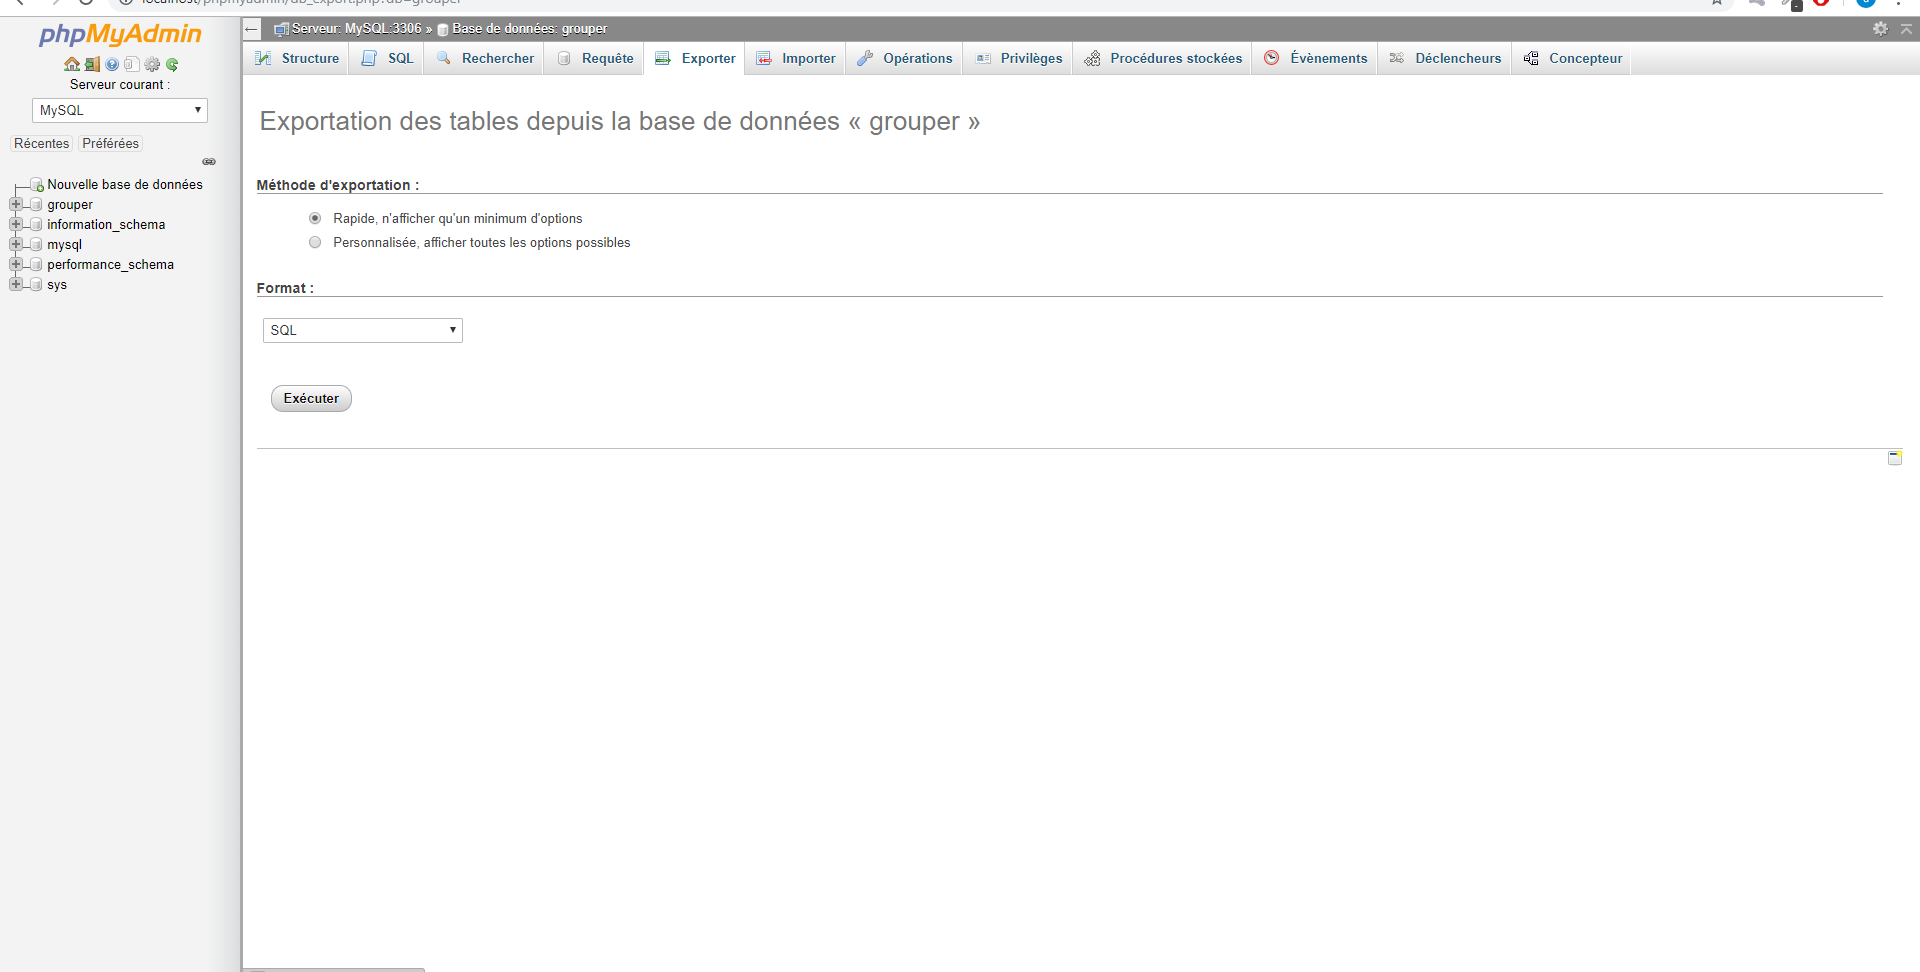 localhost/phpmyadmin/db_export.php?db=grouper
phpMyAdmin
Serveur courant :
MySQL
Récentes Préférées
Nouvelle base de données
grouper
information_schema
mysql
performance_schema
sys
Serveur: MySQL:3306 » Base de données: grouper
Structure SQL Rechercher Requête Exporter Importer Opérations Privilèges Procédures stockées Évènements Déclencheurs Concepteur
Exportation des tables depuis la base de données « grouper »
Méthode d'exportation :
Rapide, n'afficher qu'un minimum d'options
Personnalisée, afficher toutes les options possibles
Format :
SQL
Exécuter